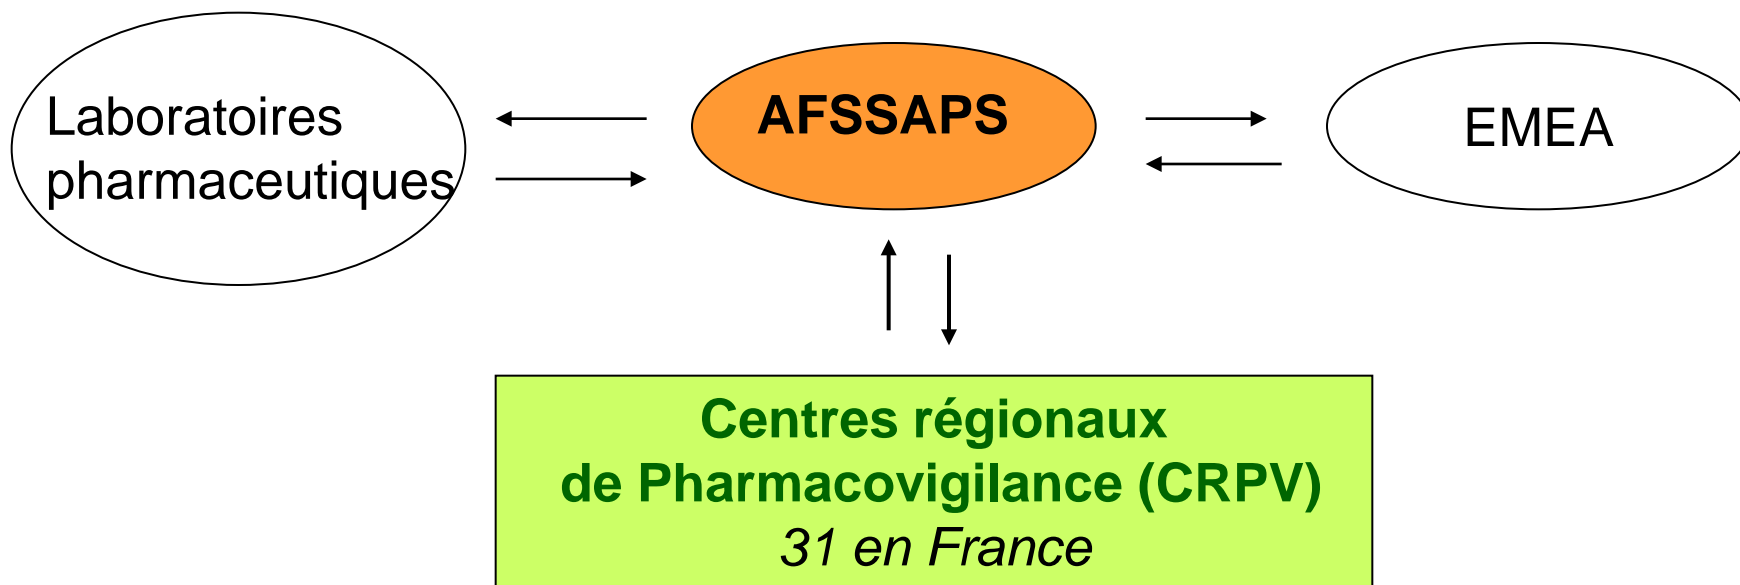 Laboratoires
pharmaceutiques
AFSSAPS
EMEA
Centres régionaux
de Pharmacovigilance (CRPV)
31 en France